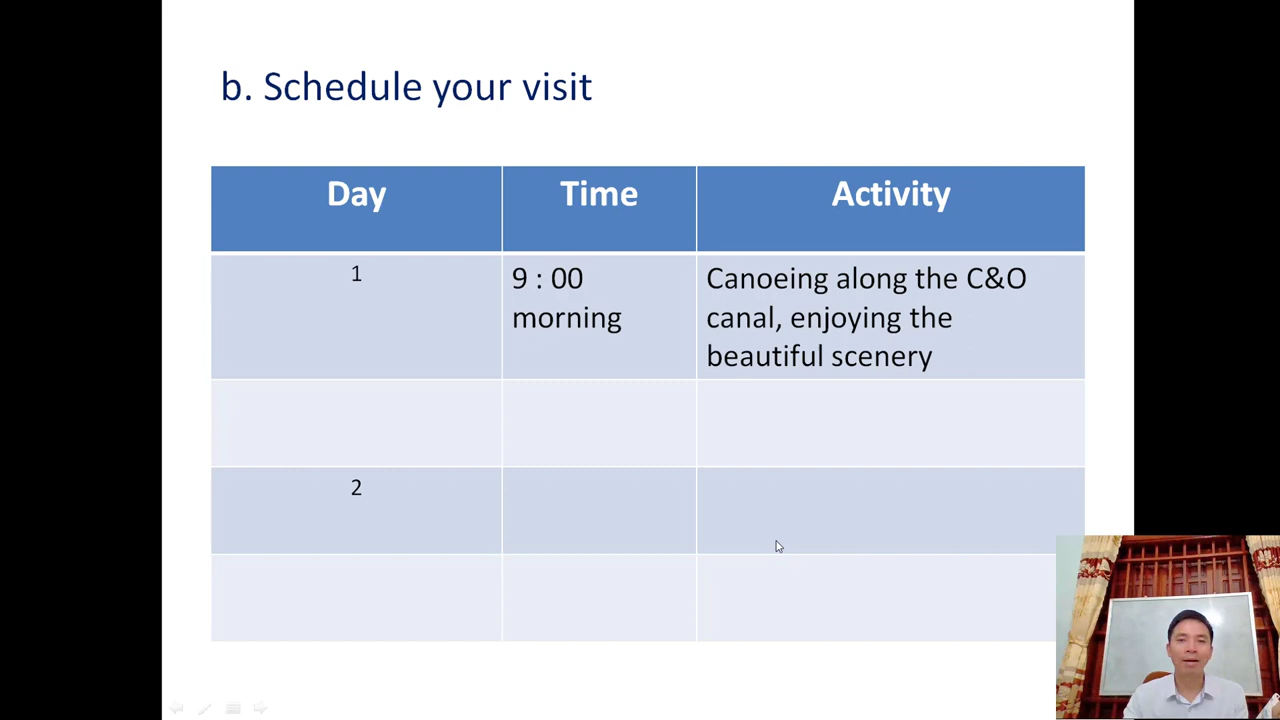 b. Schedule your visit
Day Time Activity
1 9 : 00 Canoeing along the C&O
morning canal, enjoying the
beautiful scenery
2